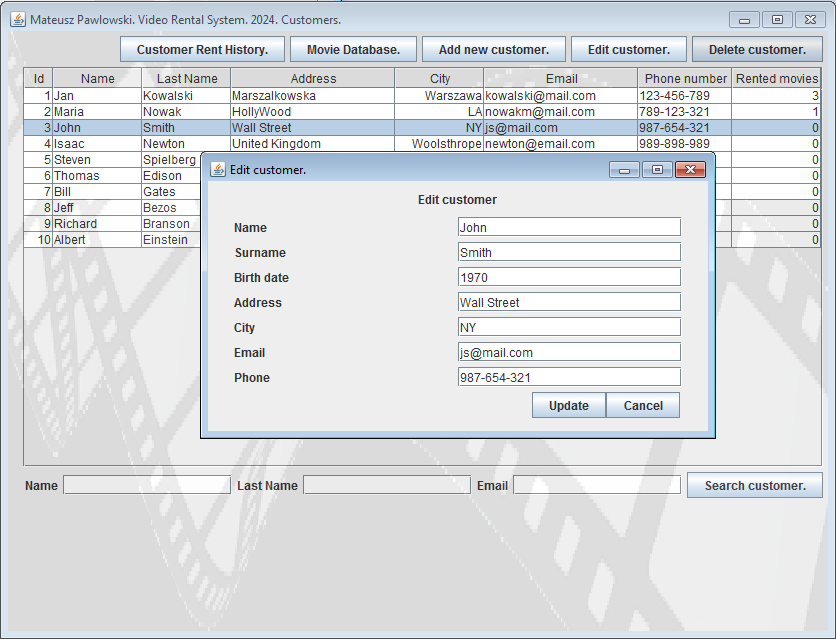 Mateusz Pawlowski. Video Rental System. 2024. Customers.
Customer Rent History. Movie Database. Add new customer. Edit customer. Delete customer.
Id Name Last Name Address City Email Phone number Rented movies
1 Jan Kowalski Marszalkowska Warszawa kowalski@mail.com 123-456-789 3
2 Maria Nowak HollyWood LA nowakm@mail.com 789-123-321 1
3 John Smith Wall Street NY js@mail.com 987-654-321 0
4 Isaac Newton United Kingdom Woolsthrope newton@email.com 989-898-989 0
5 Steven Spielberg 0
6 Thomas Edison 0
7 Bill Gates 0
8 Jeff Bezos 0
9 Richard Branson 0
10 Albert Einstein 0
Edit customer.
Edit customer
Name John
Surname Smith
Birth date 1970
Address Wall Street
City NY
Email js@mail.com
Phone 987-654-321
Update Cancel
Name Last Name Email Search customer.